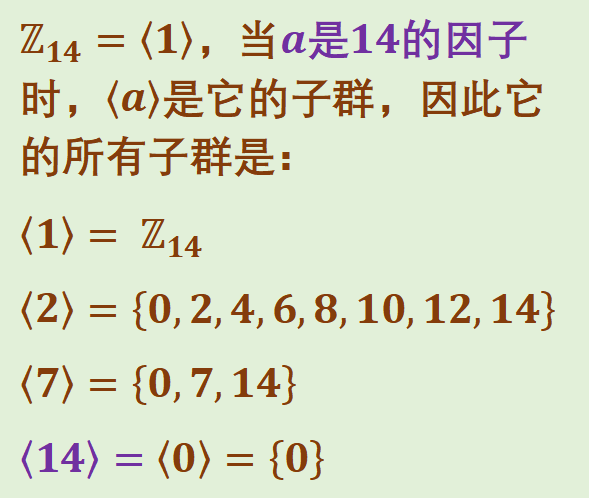 ℤ₁₄ = ⟨1⟩，当a是14的因子
时，⟨a⟩是它的子群，因此它
的所有子群是：
⟨1⟩ = ℤ₁₄
⟨2⟩ = {0, 2, 4, 6, 8, 10, 12, 14}
⟨7⟩ = {0, 7, 14}
⟨14⟩ = ⟨0⟩ = {0}